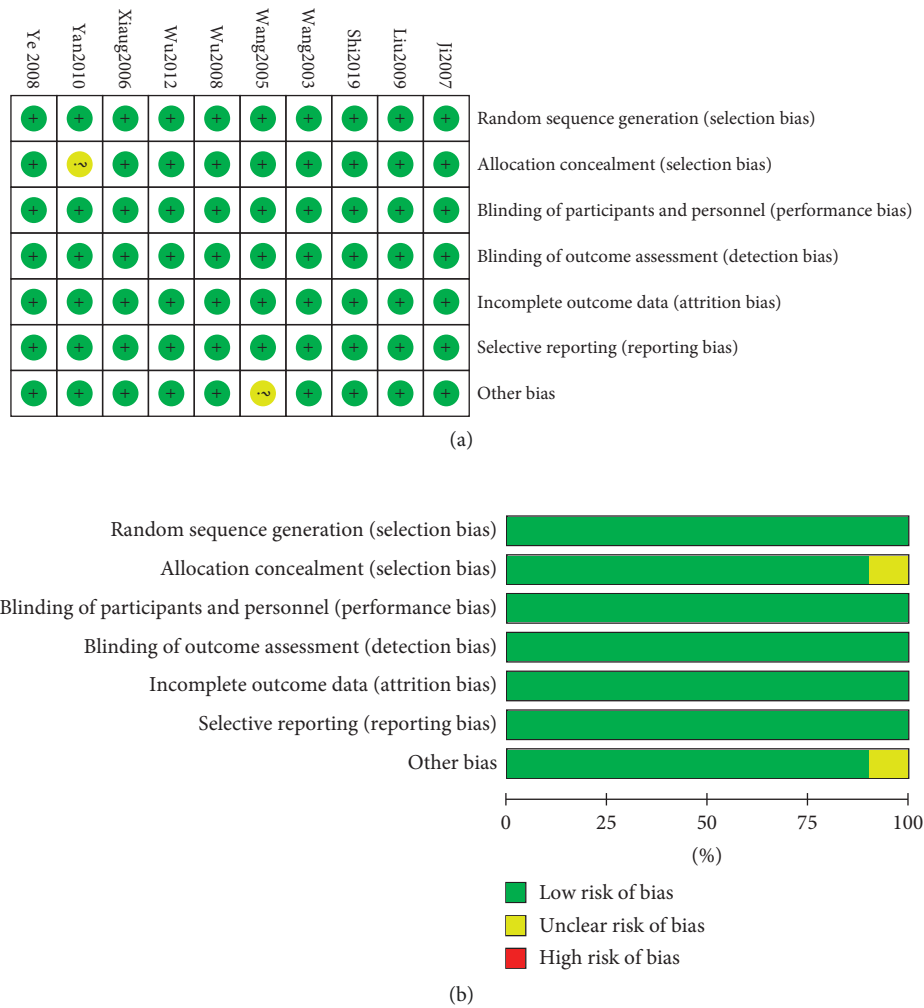 Ye 2008
Yan2010
Xiaug2006
Wu2012
Wu2008
Wang2005
Wang2003
Shi2019
Liu2009
Ji2007
+ + + + + + + + + + Random sequence generation (selection bias)
+ ? + + + + + + + + Allocation concealment (selection bias)
+ + + + + + + + + + Blinding of participants and personnel (performance bias)
+ + + + + + + + + + Blinding of outcome assessment (detection bias)
+ + + + + + + + + + Incomplete outcome data (attrition bias)
+ + + + + + + + + + Selective reporting (reporting bias)
+ + + + + ? + + + + Other bias
(a)
Random sequence generation (selection bias)
Allocation concealment (selection bias)
Blinding of participants and personnel (performance bias)
Blinding of outcome assessment (detection bias)
Incomplete outcome data (attrition bias)
Selective reporting (reporting bias)
Other bias
0 25 50 75 100
(%)
Low risk of bias
Unclear risk of bias
High risk of bias
(b)